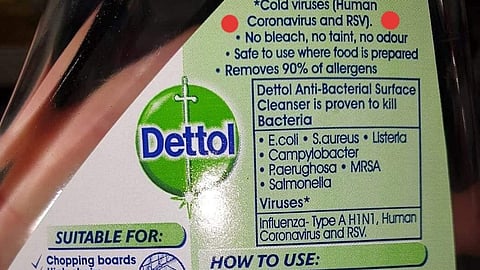 *Cold viruses (Human
Coronavirus and RSV).
• No bleach, no taint, no odour
• Safe to use where food is prepared
• Removes 90% of allergens
Dettol Anti-Bacterial Surface
Cleanser is proven to kill
Bacteria
• E.coli • S.aureus • Listeria
• Campylobacter
• P.aerughosa • MRSA
• Salmonella
Viruses*
Influenza- Type A H1N1, Human
Coronavirus and RSV.
Dettol
SUITABLE FOR:
✓ Chopping boards
HOW TO USE: